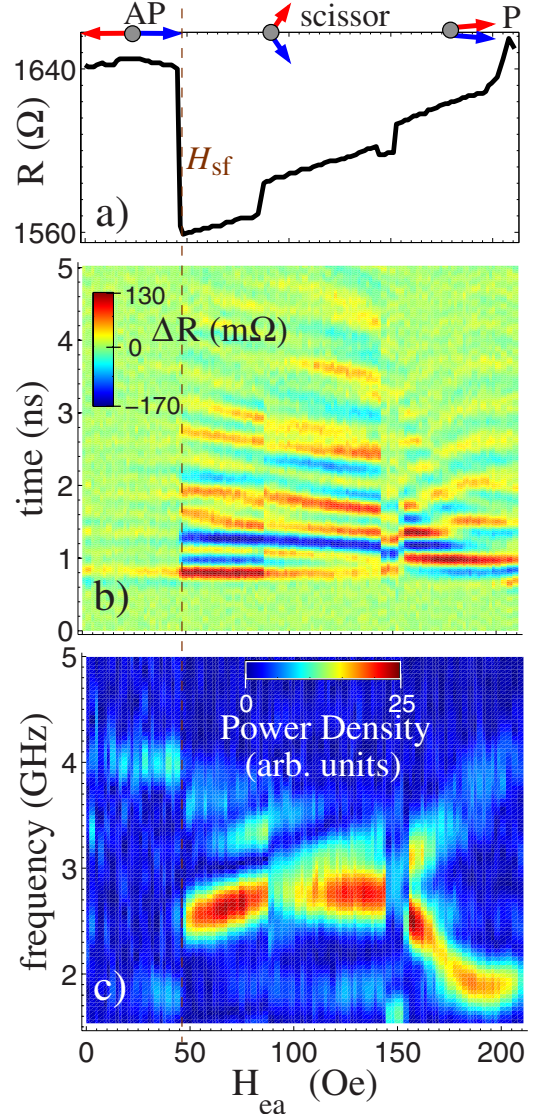 AP
scissor
P
1640
1560
R (Ω)
H_sf
a)
5
4
3
2
1
0
time (ns)
130
0
−170
ΔR (mΩ)
b)
5
4
3
2
frequency (GHz)
0
25
Power Density
(arb. units)
c)
0
50
100
150
200
H_ea (Oe)